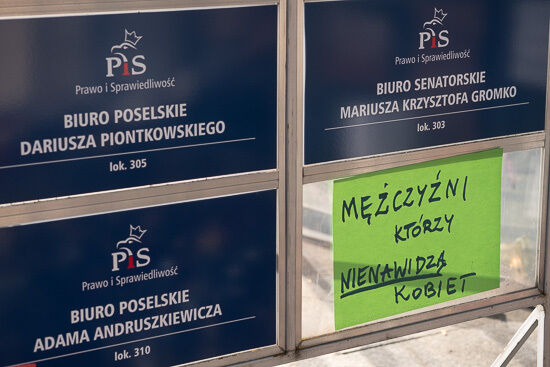 PiS
Prawo i Sprawiedliwość
BIURO POSELSKIE
DARIUSZA PIONTKOWSKIEGO
lok. 305
PiS
Prawo i Sprawiedliwość
BIURO SENATORSKIE
MARIUSZA KRZYSZTOFA GROMKO
lok. 303
PiS
Prawo i Sprawiedliwość
BIURO POSELSKIE
ADAMA ANDRUSZKIEWICZA
lok. 310
MĘŻCZYŹNI
KTÓRZY
NIENAWIDZĄ
KOBIET